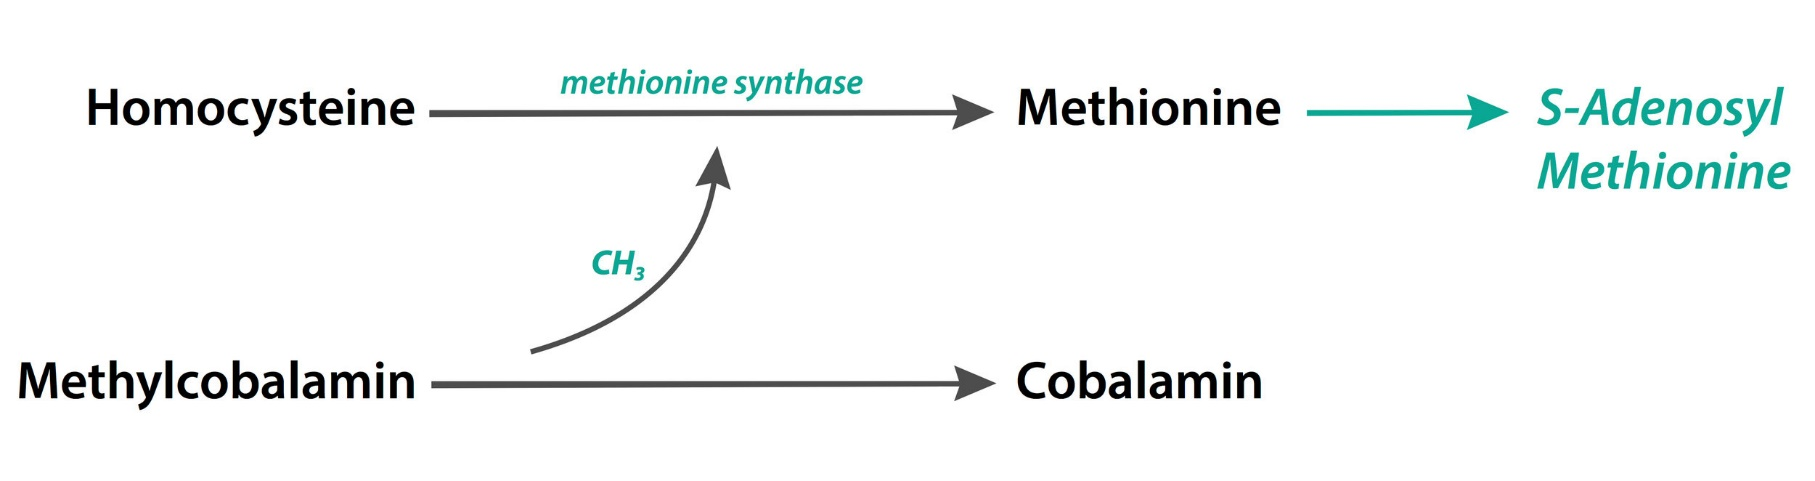 methionine synthase
Homocysteine
Methionine
S-Adenosyl
Methionine
CH₃
Methylcobalamin
Cobalamin